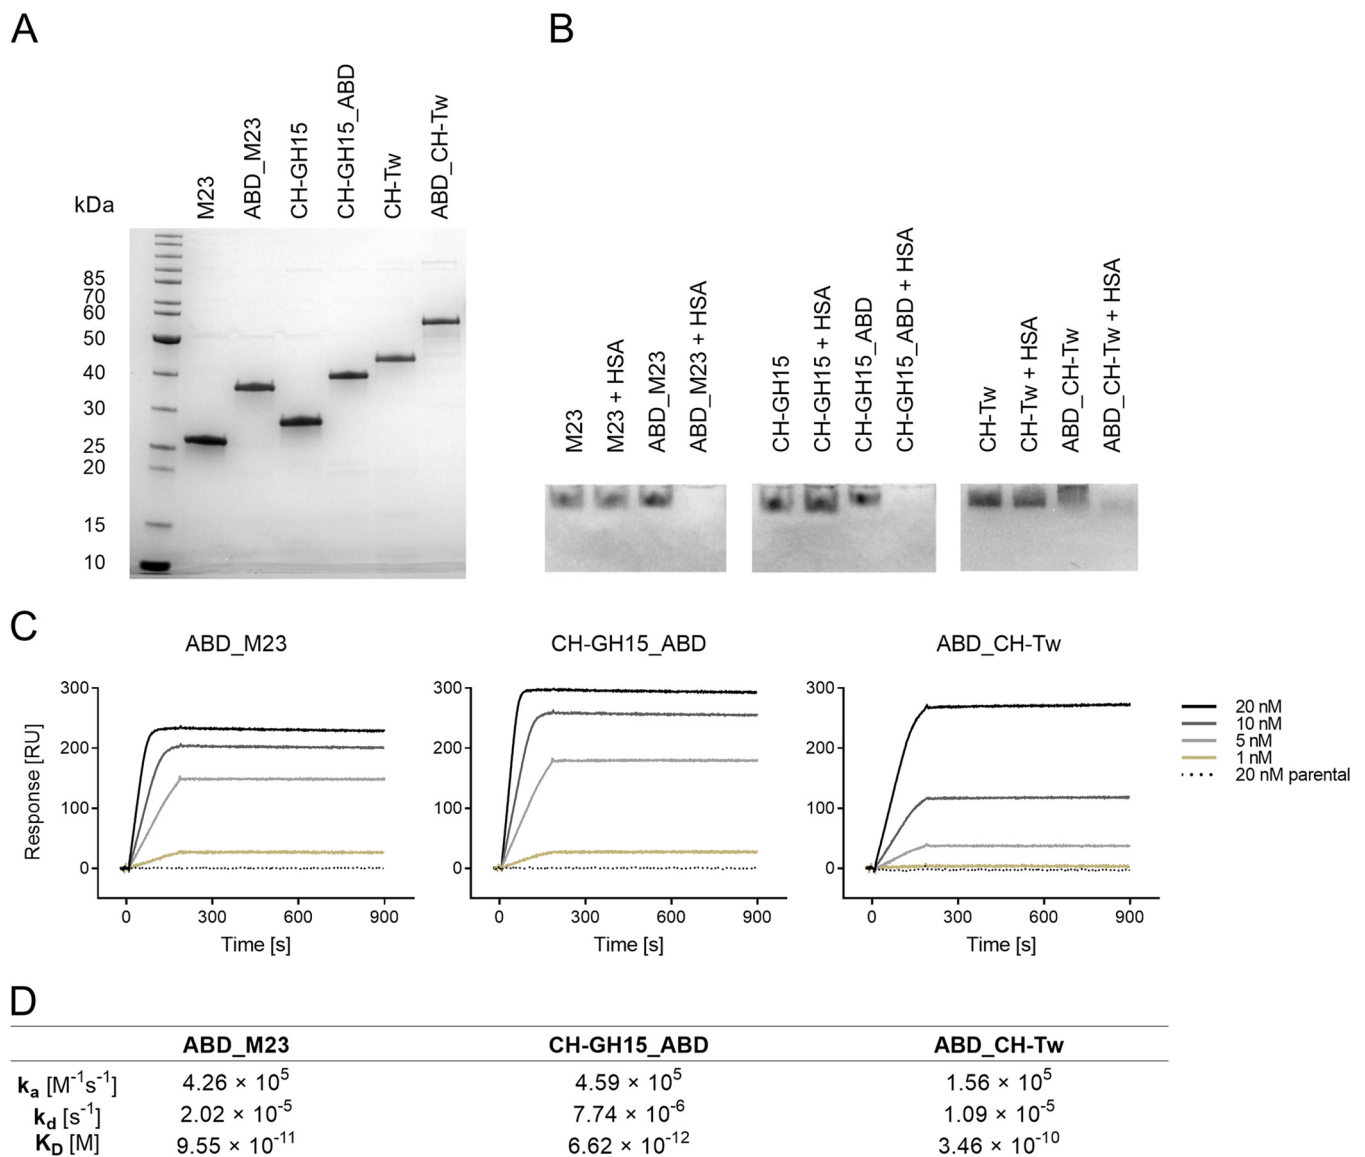 A
kDa
M23
ABD_M23
CH-GH15
CH-GH15_ABD
CH-Tw
ABD_CH-Tw
85
70
60
50
40
30
25
20
15
10
B
M23
M23 + HSA
ABD_M23
ABD_M23 + HSA
CH-GH15
CH-GH15 + HSA
CH-GH15_ABD
CH-GH15_ABD + HSA
CH-Tw
CH-Tw + HSA
ABD_CH-Tw
ABD_CH-Tw + HSA
C
ABD_M23
Response [RU]
300
200
100
0
0 300 600 900
Time [s]
CH-GH15_ABD
300
200
100
0
0 300 600 900
Time [s]
ABD_CH-Tw
300
200
100
0
0 300 600 900
Time [s]
20 nM
10 nM
5 nM
1 nM
20 nM parental
D
ABD_M23 CH-GH15_ABD ABD_CH-Tw
kₐ [M⁻¹s⁻¹] 4.26 × 10⁵ 4.59 × 10⁵ 1.56 × 10⁵
k_d [s⁻¹] 2.02 × 10⁻⁵ 7.74 × 10⁻⁶ 1.09 × 10⁻⁵
K_D [M] 9.55 × 10⁻¹¹ 6.62 × 10⁻¹² 3.46 × 10⁻¹⁰